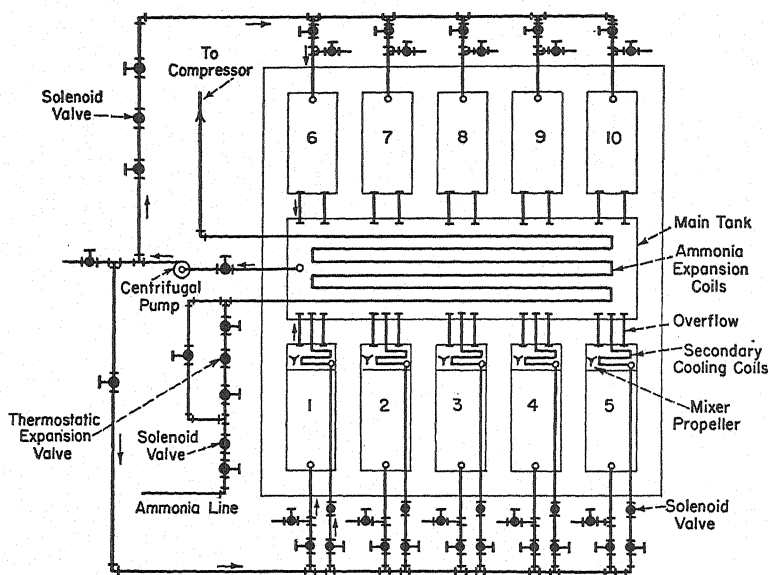 To
Compressor
Solenoid
Valve
6
7
8
9
10
Main Tank
Ammonia
Expansion
Coils
Centrifugal
Pump
Overflow
Secondary
Cooling Coils
1
2
3
4
5
Mixer
Propeller
Thermostatic
Expansion
Valve
Solenoid
Valve
Ammonia Line
Solenoid
Valve